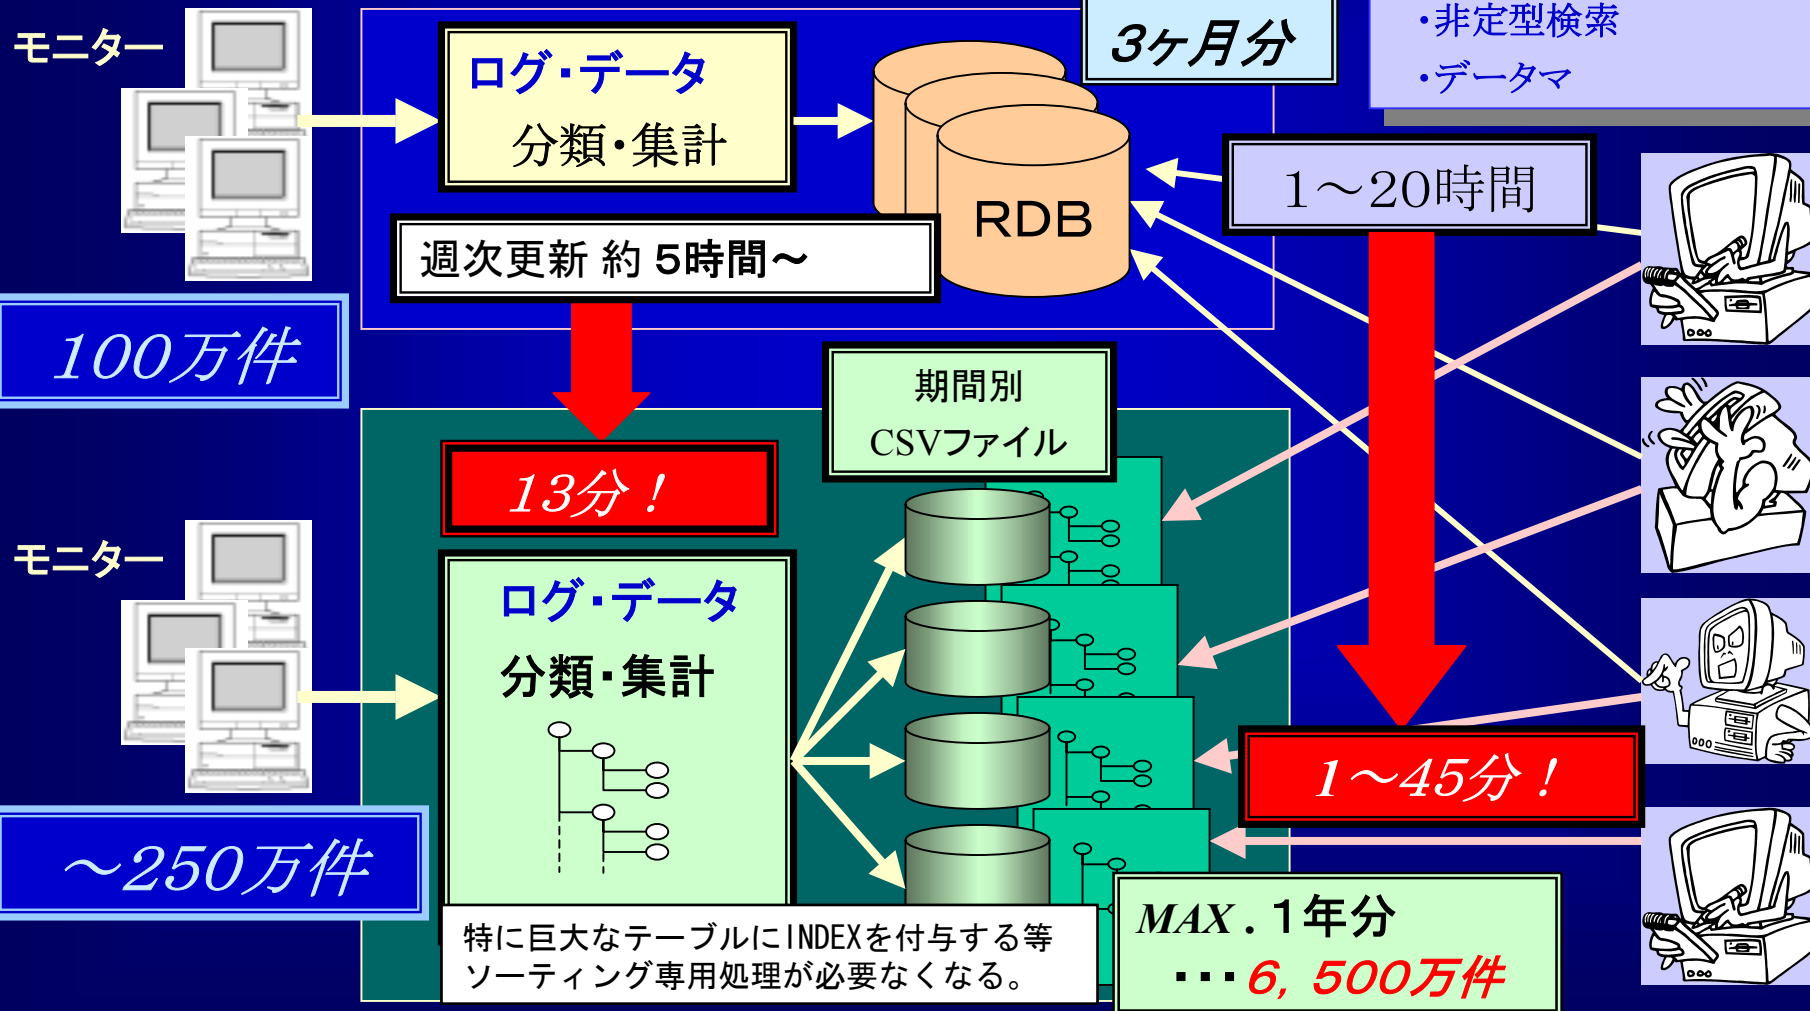 モニター
ログ・データ
分類・集計
3ヶ月分
・非定型検索
・データマ
RDB
1～20時間
週次更新 約 5時間～
100万件
期間別
CSVファイル
13分！
モニター
ログ・データ
分類・集計
1～45分！
～250万件
特に巨大なテーブルにINDEXを付与する等
ソーティング専用処理が必要なくなる。
MAX．1年分
・・・6，500万件